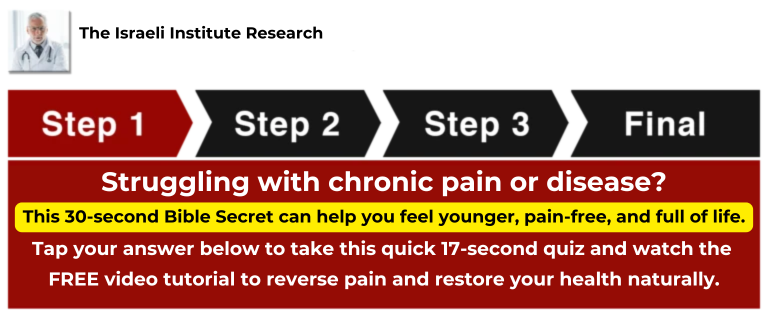 The Israeli Institute Research
Step 1 Step 2 Step 3 Final
Struggling with chronic pain or disease?
This 30-second Bible Secret can help you feel younger, pain-free, and full of life.
Tap your answer below to take this quick 17-second quiz and watch the
FREE video tutorial to reverse pain and restore your health naturally.